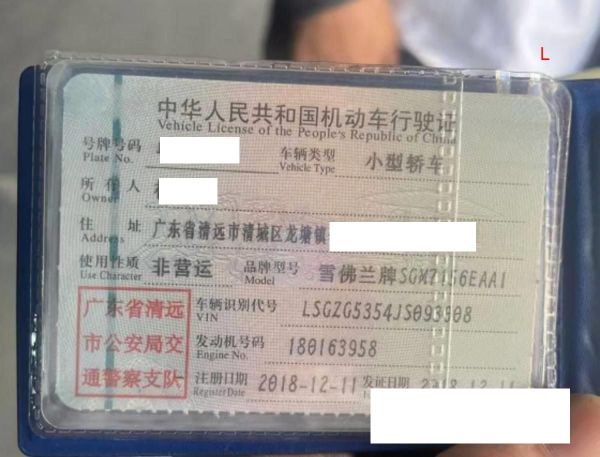 L
中华人民共和国机动车行驶证
Vehicle License of the People's Republic of China
号牌号码 车辆类型 小型轿车
Plate No. Vehicle Type
所有人
Owner
住址 广东省清远市清城区龙塘镇
Address
使用性质 非营运 品牌型号 雪佛兰牌SGM7156EAA1
Use Character Model
广东省清远 车辆识别代号 LSGZG5354JS093908
VIN
市公安局交 发动机号码 180163958
Engine No.
通警察支队 注册日期 2018-12-11 发证日期 2018-12-11
Register Date